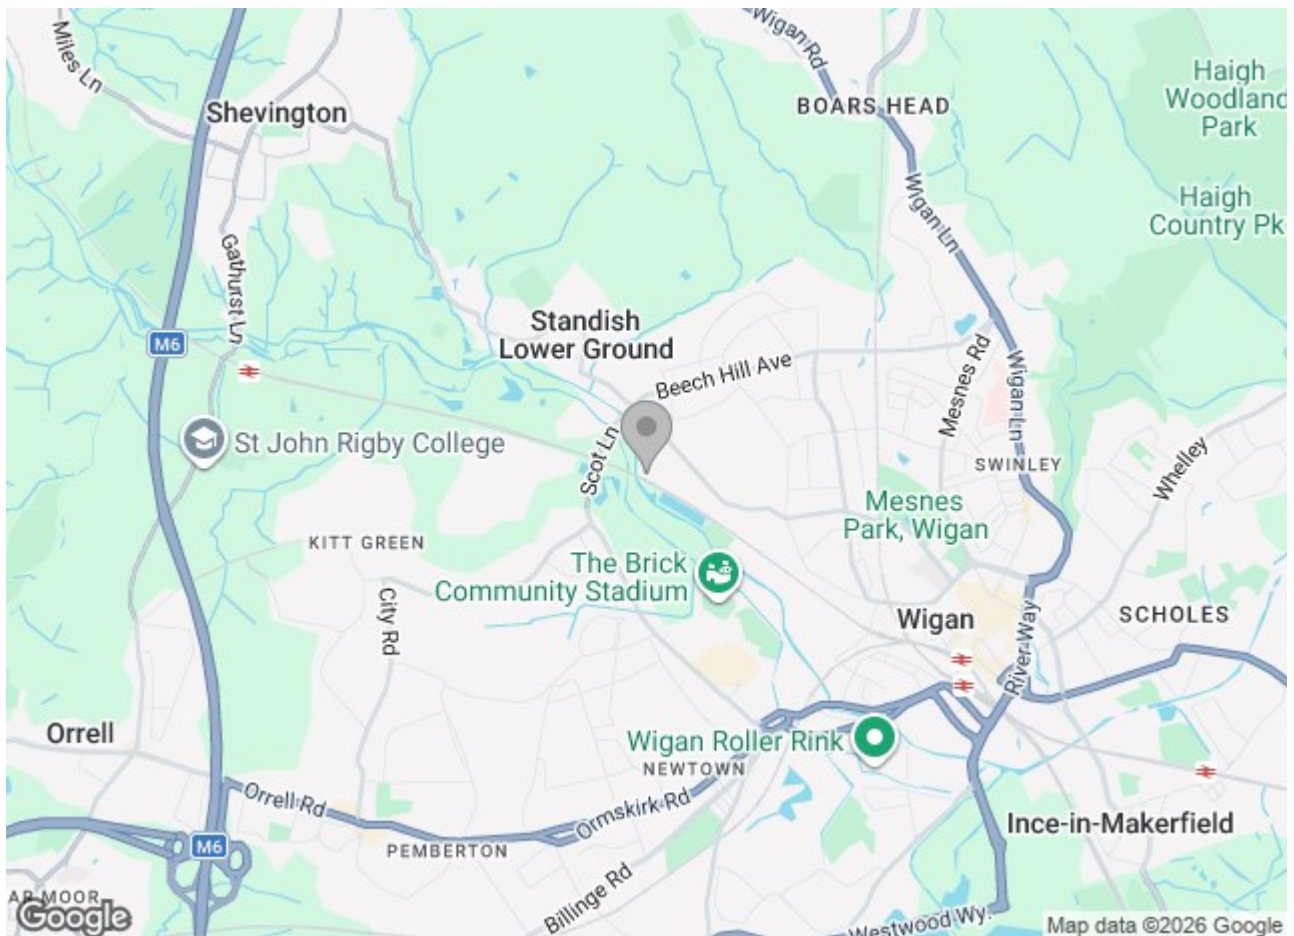 Wigan Rd
Miles Ln
Haigh
Woodland
Park
BOARS HEAD
Shevington
Wigan Ln
Haigh
Country Pk
Gathurst Ln
Standish
Lower Ground
M6
Mesnes Rd
Wigan Ln
Beech Hill Ave
St John Rigby College
Scot Ln
SWINLEY
Whelley
Mesnes
Park, Wigan
KITT GREEN
The Brick
Community Stadium
City Rd
Wigan
SCHOLES
River Way
Orrell
Wigan Roller Rink
NEWTOWN
Orrell Rd
Ormskirk Rd
Ince-in-Makerfield
M6
PEMBERTON
Billinge Rd
AR MOOR
Google
Westwood Wy.
Map data ©2026 Google